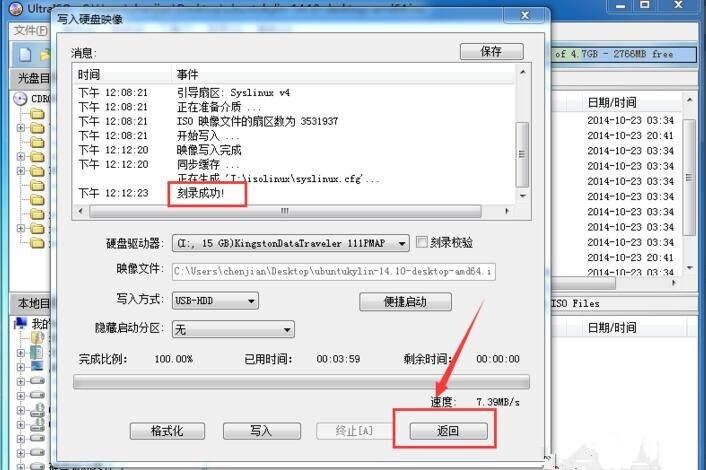 UltraISO
文件(F)
写入硬盘映像
消息:
保存
时间 事件
下午 12:08:21 引导扇区: Syslinux v4
下午 12:08:21 正在准备介质 ...
下午 12:08:21 ISO 映像文件的扇区数为 3531937
下午 12:08:21 开始写入 ...
下午 12:12:20 映像写入完成
下午 12:12:20 同步缓存 ...
正在生成 'I:\isolinux\syslinux.cfg'...
下午 12:12:23 刻录成功!
硬盘驱动器: (I:, 15 GB)KingstonDataTraveler 111PMAP 刻录校验
映像文件: C:\Users\chenjian\Desktop\ubuntukylin-14.10-desktop-amd64.i
写入方式: USB-HDD 便捷启动
隐藏启动分区: 无
完成比例: 100.00% 已用时间: 00:03:59 剩余时间: 00:00:00
速度: 7.39MB/s
格式化 写入 终止[A] 返回
光盘目
CDRO
本地目
我的
of 4.7GB - 2766MB free
日期/时间
2014-10-23 03:34
2014-10-23 20:41
2014-10-23 03:34
2014-10-23 03:34
2014-10-23 03:34
2014-10-23 03:34
2014-10-23 20:41
2014-10-23 03:34
2014-10-23 03:34
2014-10-23 03:34
ISO Files
日期/时间